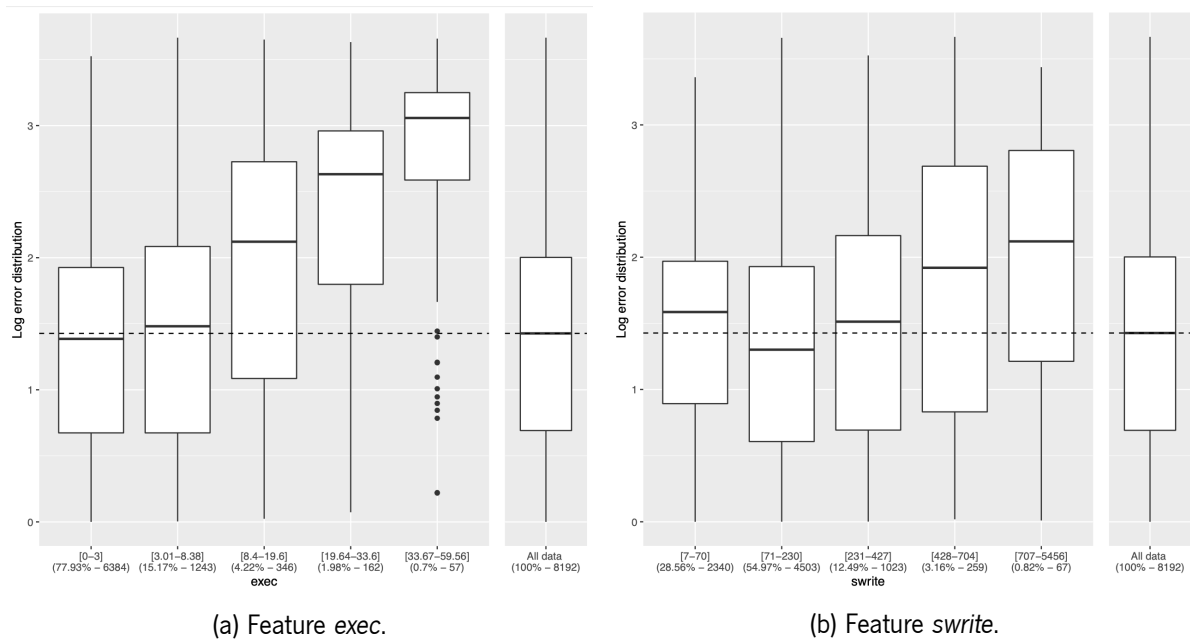 3
2
1
0
Log error distribution
[0–3]
(77.93% – 6384)
[3.01–8.38]
(15.17% – 1243)
[8.4–19.6]
(4.22% – 346)
[19.64–33.6]
(1.98% – 162)
[33.67–59.56]
(0.7% – 57)
All data
(100% – 8192)
exec
(a) Feature exec.
3
2
1
0
Log error distribution
[7–70]
(28.56% – 2340)
[71–230]
(54.97% – 4503)
[231–427]
(12.49% – 1023)
[428–704]
(3.16% – 259)
[707–5456]
(0.82% – 67)
All data
(100% – 8192)
swrite
(b) Feature swrite.